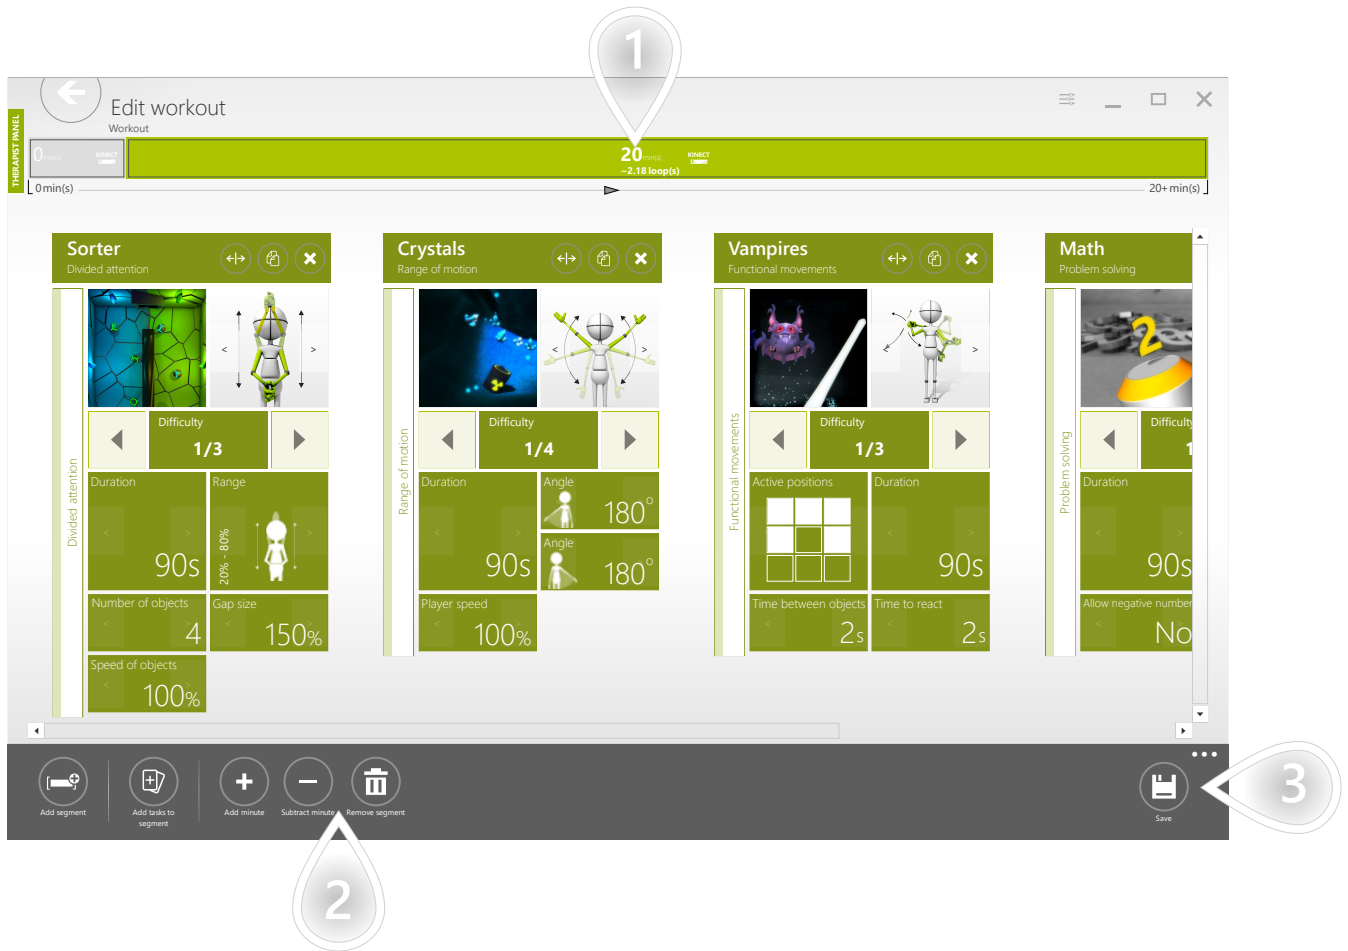 1
Edit workout
Workout
THERAPIST PANEL
0 min(s) KINECT
20 min(s) KINECT
~2.18 loop(s)
0 min(s)
20+ min(s)
Sorter
Divided attention
Divided attention
Difficulty
1/3
Duration
90s
Range
20% - 80%
Number of objects
4
Gap size
150%
Speed of objects
100%
Crystals
Range of motion
Range of motion
Difficulty
1/4
Duration
90s
Angle
180°
Angle
180°
Player speed
100%
Vampires
Functional movements
Functional movements
Difficulty
1/3
Active positions
Duration
90s
Time between objects
2s
Time to react
2s
Math
Problem solving
Problem solving
2
Difficulty
1
Duration
90s
Allow negative number
No
Add segment
Add tasks to
segment
Add minute
Subtract minute
Remove segment
Save
2
3